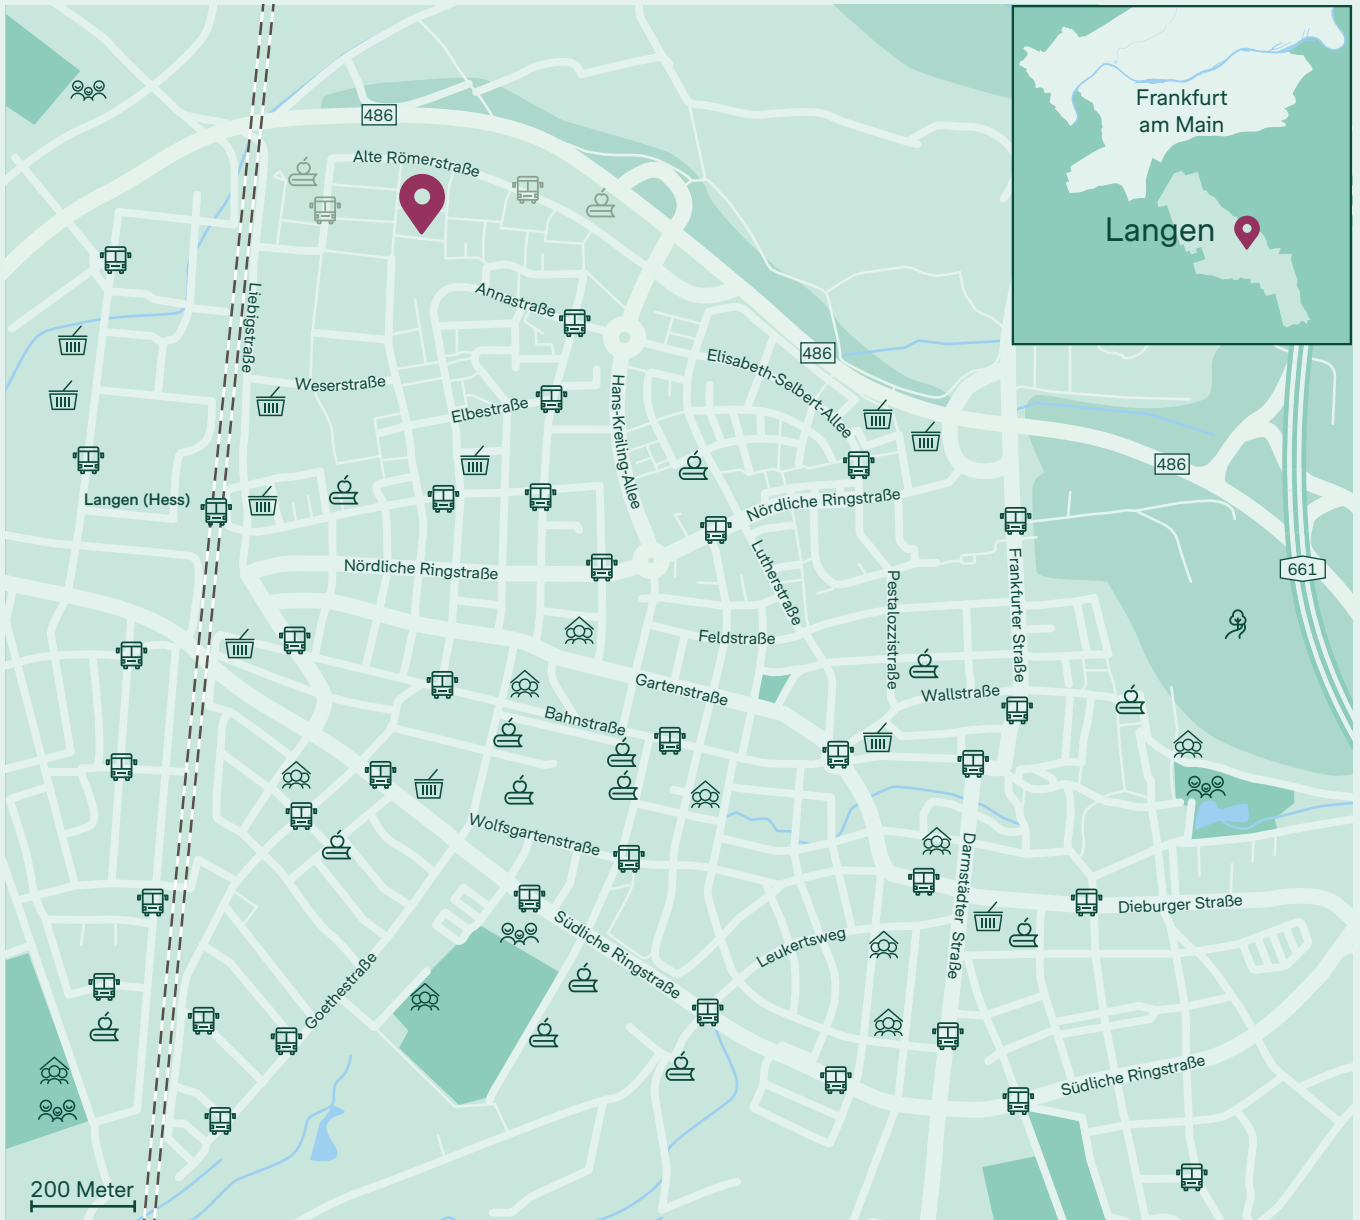 486
Frankfurt
am Main
Alte Römerstraße
Langen
Liebigstraße
Annastraße
486
Elisabeth-Selbert-Allee
Weserstraße
Elbestraße
Hans-Kreiling-Allee
486
Langen (Hess)
Nördliche Ringstraße
Nördliche Ringstraße
Lutherstraße
Pestalozzistraße
Frankfurter Straße
661
Feldstraße
Gartenstraße
Wallstraße
Bahnstraße
Wolfsgartenstraße
Darmstädter Straße
Dieburger Straße
Südliche Ringstraße
Leukertsweg
Goethestraße
Südliche Ringstraße
200 Meter